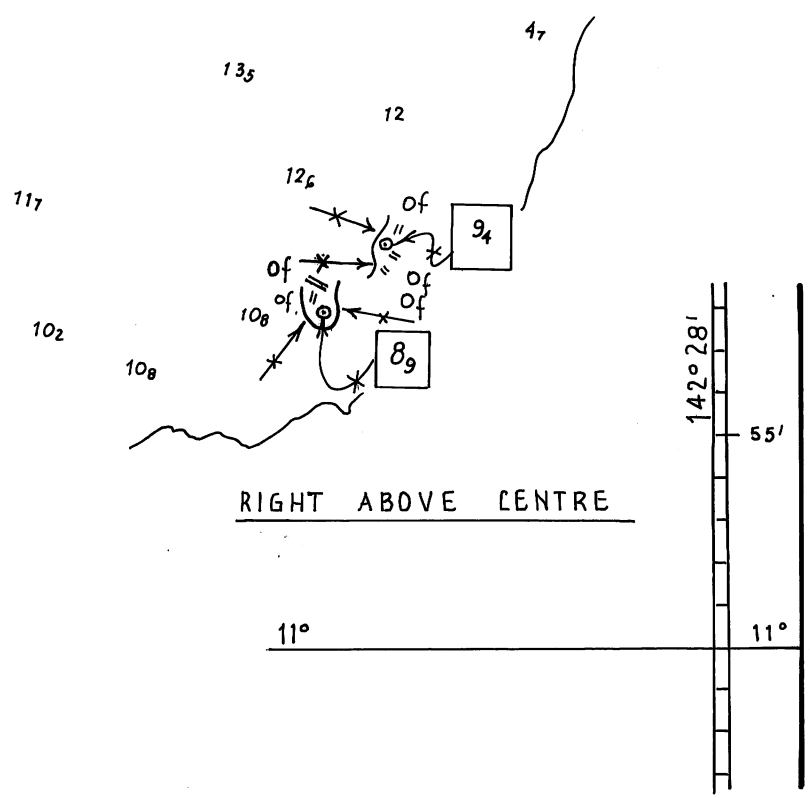 4₇
13₅
12
12₆
11₇
Of
9₄
Of
Of
Of
Of
10₈
10₂
8₉
10₈
142° 28'
55'
RIGHT ABOVE CENTRE
11°
11°